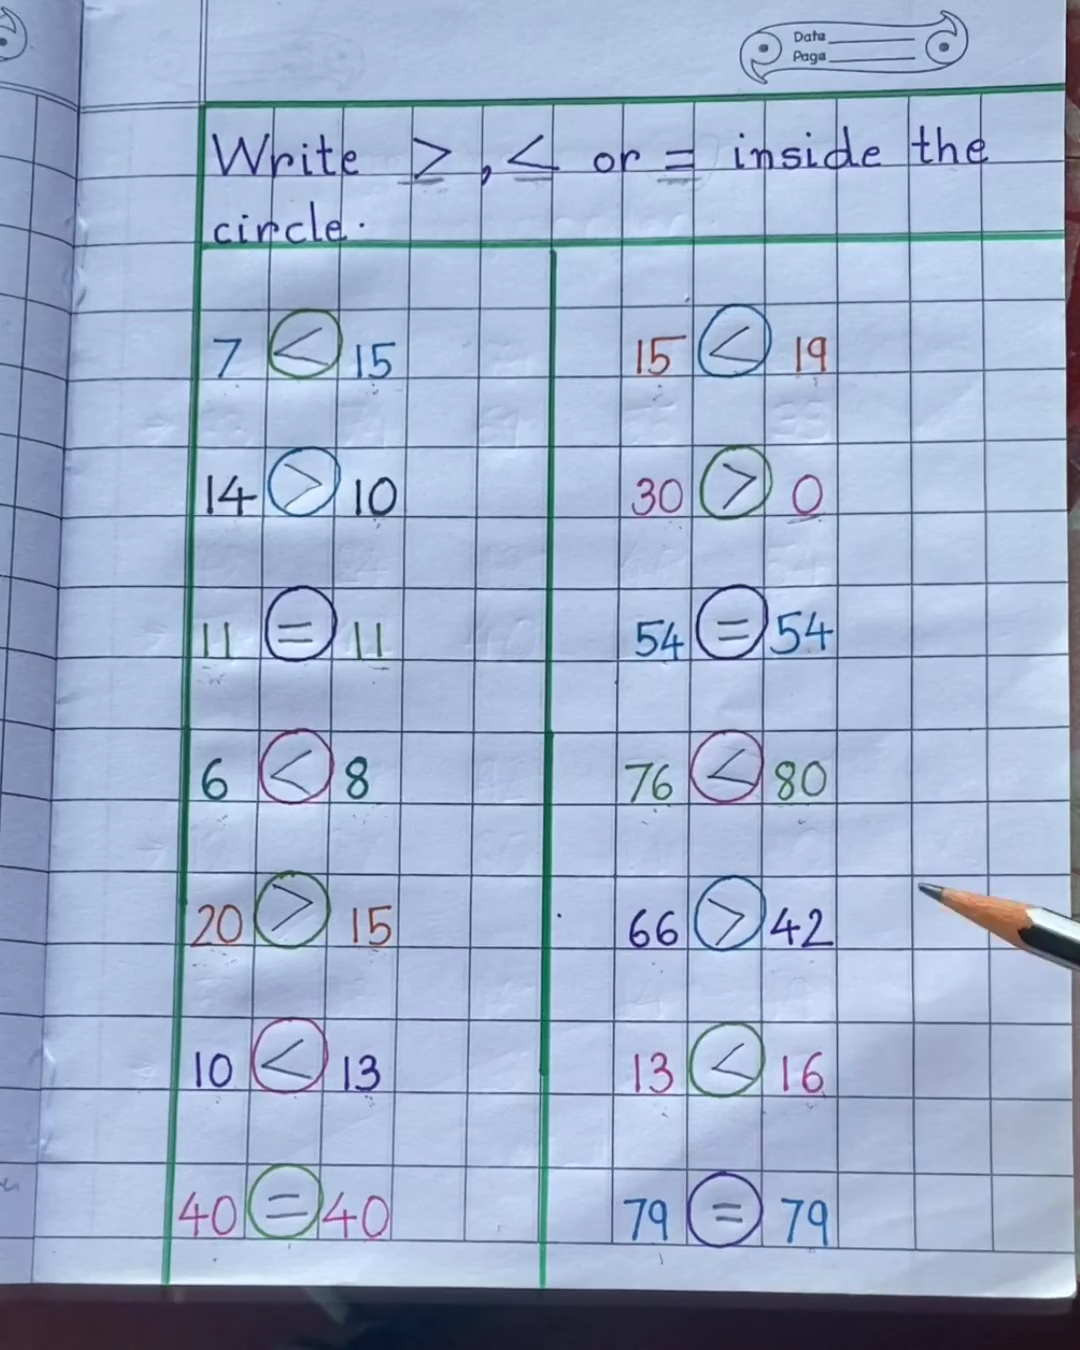 Data
Page
Write >, < or = inside the
circle.
7 < 15
15 < 19
14 > 10
30 > 0
11 = 11
54 = 54
6 < 8
76 < 80
20 > 15
66 > 42
10 < 13
13 < 16
40 = 40
79 = 79